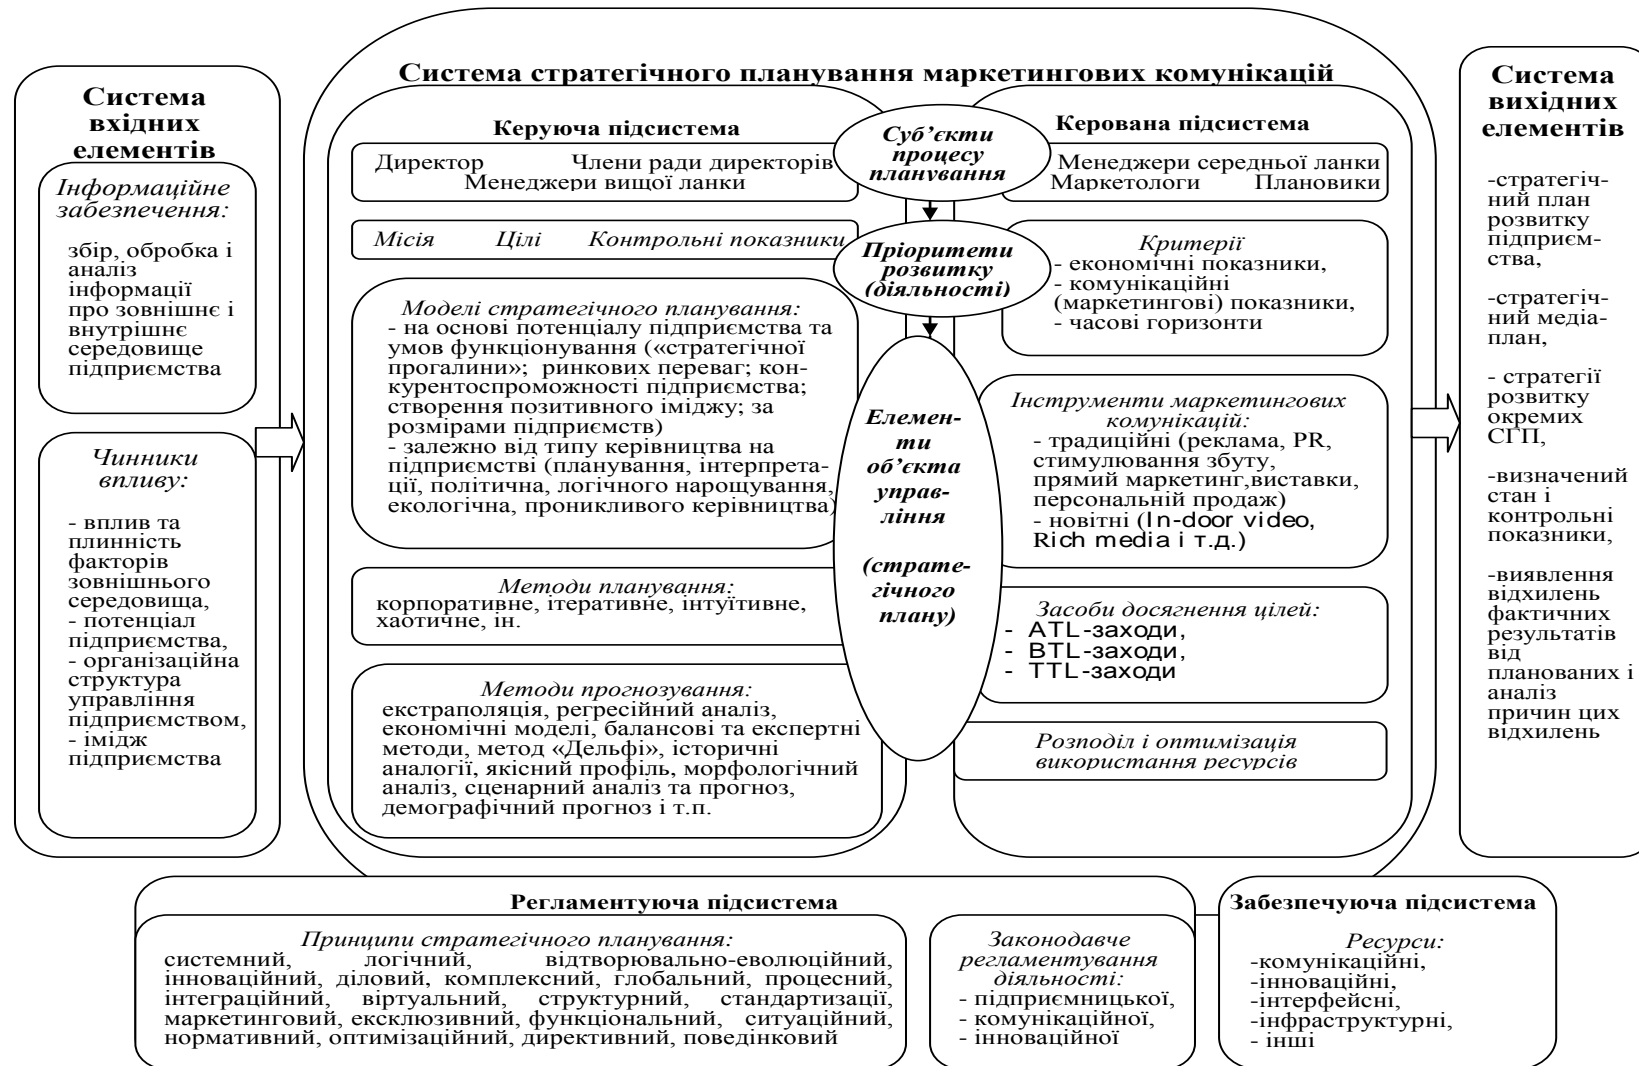 Система стратегічного планування маркетингових комунікацій
Система
вхідних
елементів
Інформаційне
забезпечення:
збір, обробка і
аналіз
інформації
про зовнішнє і
внутрішнє
середовище
підприємства
Чинники
впливу:
- вплив та
плинність
факторів
зовнішнього
середовища,
- потенціал
підприємства,
- організаційна
структура
управління
підприємством,
- імідж
підприємства
Керуюча підсистема
Директор Члени ради директорів
Менеджери вищої ланки
Місія Цілі Контрольні показники
Моделі стратегічного планування:
- на основі потенціалу підприємства та
умов функціонування («стратегічної
прогалини»; ринкових переваг; кон-
курентоспроможності підприємства;
створення позитивного іміджу; за
розмірами підприємств)
- залежно від типу керівництва на
підприємстві (планування, інтерпрета-
ції, політична, логічного нарощування,
екологічна, проникливого керівництва)
Методи планування:
корпоративне, ітеративне, інтуїтивне,
хаотичне, ін.
Методи прогнозування:
екстраполяція, регресійний аналіз,
економічні моделі, балансові та експертні
методи, метод «Дельфі», історичні
аналогії, якісний профіль, морфологічний
аналіз, сценарний аналіз та прогноз,
демографічний прогноз і т.п.
Суб’єкти
процесу
планування
Пріоритети
розвитку
(діяльності)
Елемен-
ти
об’єкта
управ-
ління
(страте-
гічного
плану)
Керована підсистема
Менеджери середньої ланки
Маркетологи Плановики
Критерії
- економічні показники,
- комунікаційні
(маркетингові) показники,
- часові горизонти
Інструменти маркетингових
комунікацій:
- традиційні (реклама, PR,
стимулювання збуту,
прямий маркетинг,виставки,
персональній продаж)
- новітні (In-door video,
Rich media і т.д.)
Засоби досягнення цілей:
- ATL-заходи,
- BTL-заходи,
- TTL-заходи
Розподіл і оптимізація
використання ресурсів
Система
вихідних
елементів
-стратегіч-
ний план
розвитку
підприєм-
ства,
-стратегіч-
ний медіа-
план,
- стратегії
розвитку
окремих
СГП,
-визначений
стан і
контрольні
показники,
-виявлення
відхилень
фактичних
результатів
від
планованих і
аналіз
причин цих
відхилень
Регламентуюча підсистема
Принципи стратегічного планування:
системний, логічний, відтворювально-еволюційний,
інноваційний, діловий, комплексний, глобальний, процесний,
інтеграційний, віртуальний, структурний, стандартизації,
маркетинговий, ексклюзивний, функціональний, ситуаційний,
нормативний, оптимізаційний, директивний, поведінковий
Законодавче
регламентування
діяльності:
- підприємницької,
- комунікаційної,
- інноваційної
Забезпечуюча підсистема
Ресурси:
-комунікаційні,
-інноваційні,
-інтерфейсні,
-інфраструктурні,
- інші